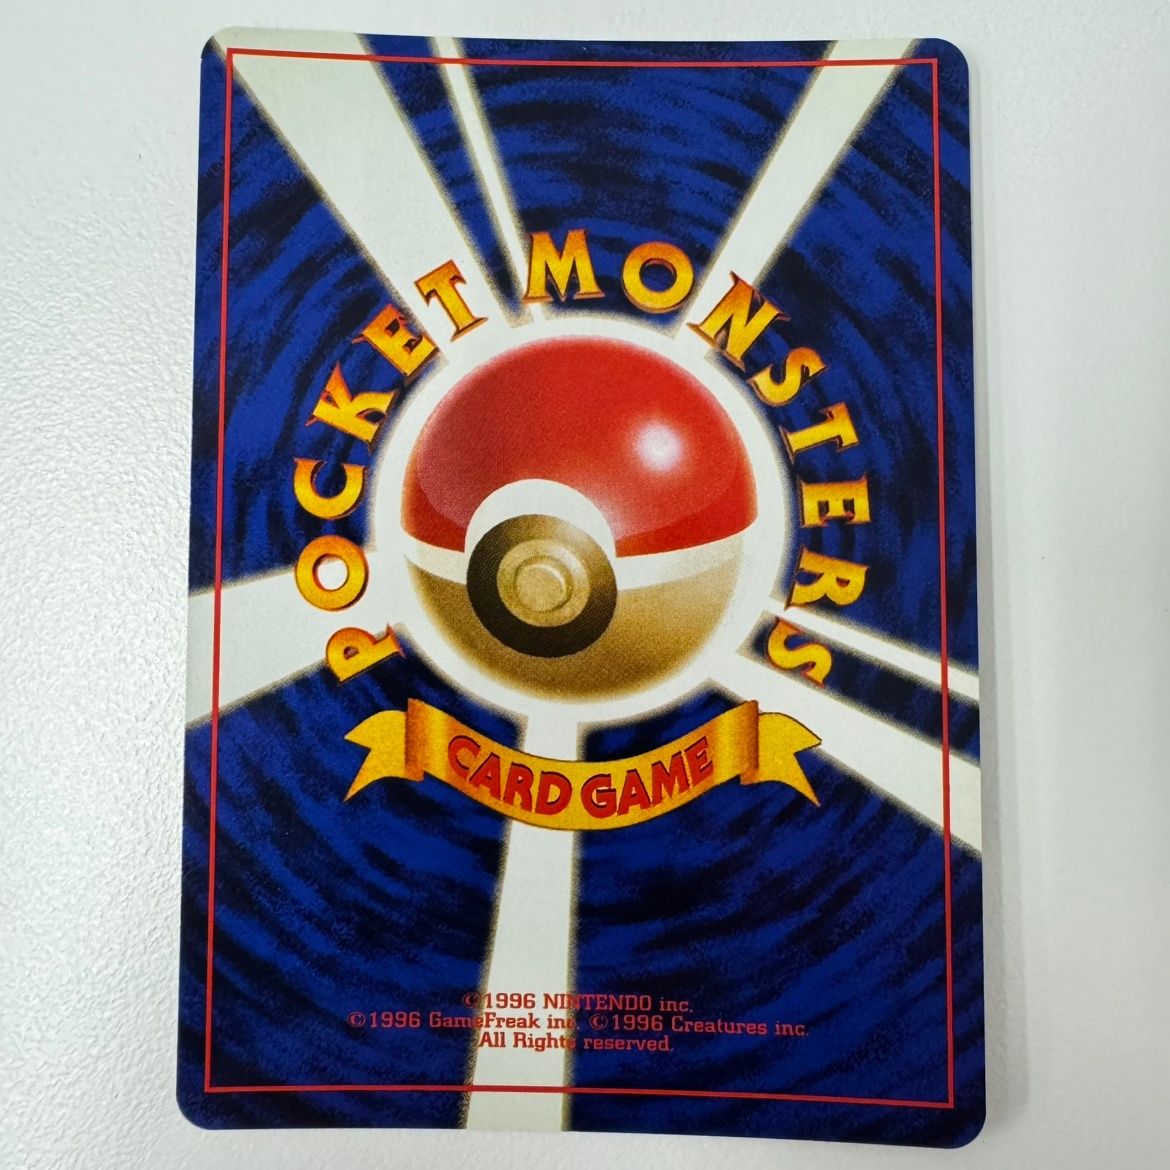 POCKET MONSTERS
CARD GAME
©1996 NINTENDO inc.
©1996 GameFreak inc. ©1996 Creatures inc.
All Rights reserved.